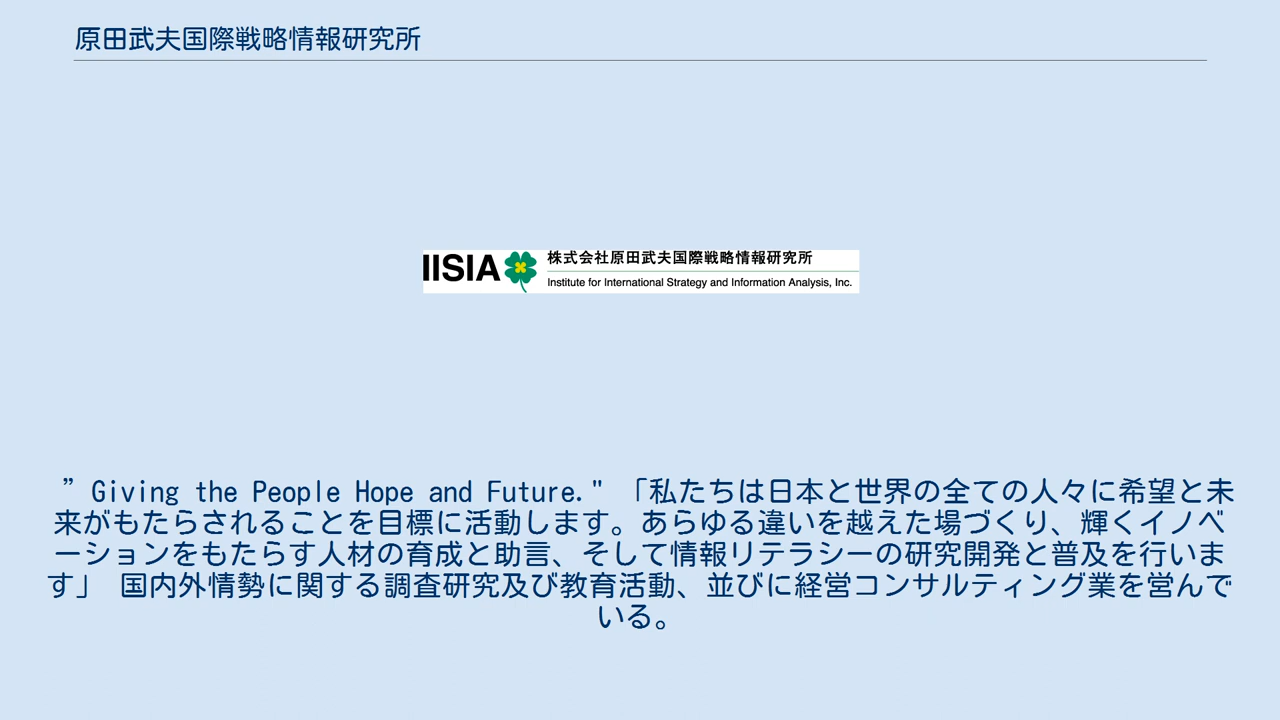 原田武夫国際戦略情報研究所
IISIA
株式会社原田武夫国際戦略情報研究所
Institute for International Strategy and Information Analysis, Inc.
”Giving the People Hope and Future."　「私たちは日本と世界の全ての人々に希望と未
来がもたらされることを目標に活動します。あらゆる違いを越えた場づくり、輝くイノベ
ーションをもたらす人材の育成と助言、そして情報リテラシーの研究開発と普及を行いま
す」　国内外情勢に関する調査研究及び教育活動、並びに経営コンサルティング業を営んで
いる。